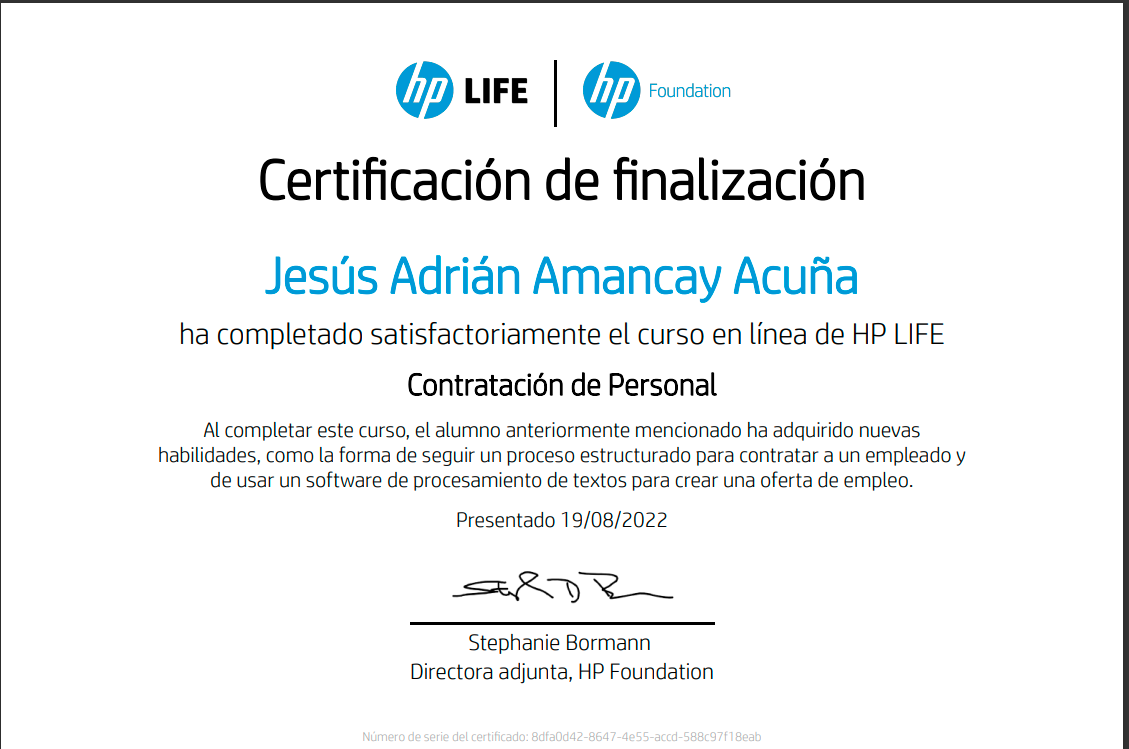 hp LIFE | hp Foundation
Certificación de finalización
Jesús Adrián Amancay Acuña
ha completado satisfactoriamente el curso en línea de HP LIFE
Contratación de Personal
Al completar este curso, el alumno anteriormente mencionado ha adquirido nuevas
habilidades, como la forma de seguir un proceso estructurado para contratar a un empleado y
de usar un software de procesamiento de textos para crear una oferta de empleo.
Presentado 19/08/2022
Stephanie Bormann
Directora adjunta, HP Foundation
Número de serie del certificado: 8dfa0d42-8647-4e55-accd-588c97f18eab